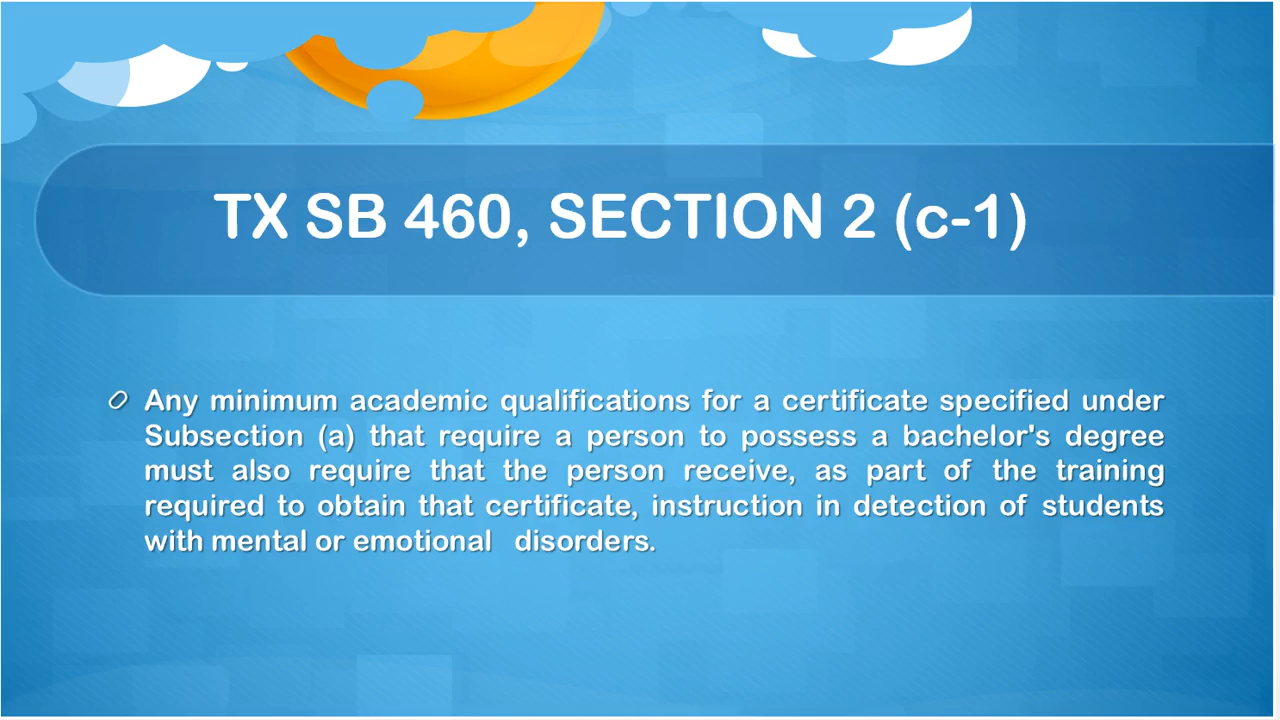 TX SB 460, SECTION 2 (c-1)
Any minimum academic qualifications for a certificate specified under
Subsection (a) that require a person to possess a bachelor's degree
must also require that the person receive, as part of the training
required to obtain that certificate, instruction in detection of students
with mental or emotional disorders.